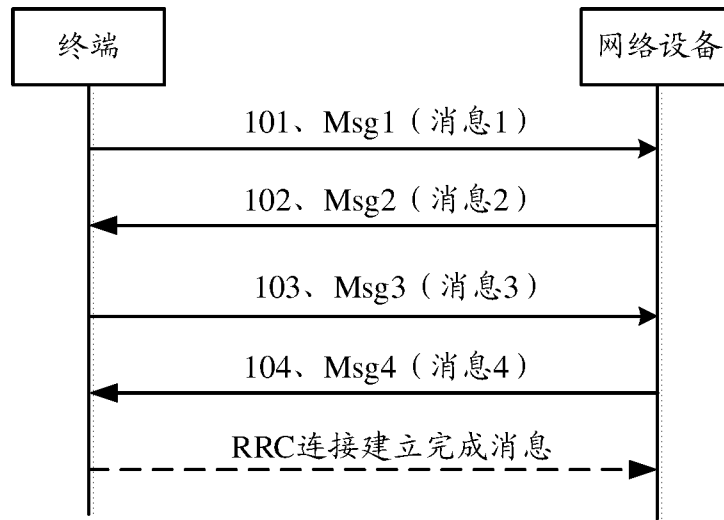 终端
网络设备
101、Msg1（消息1）
102、Msg2（消息2）
103、Msg3（消息3）
104、Msg4（消息4）
RRC连接建立完成消息